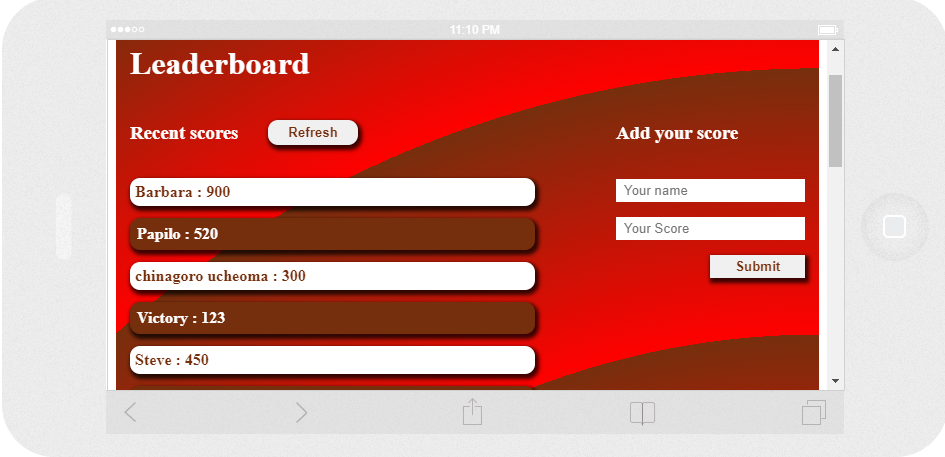 11:10 PM
Leaderboard
Recent scores
Refresh
Barbara : 900
Papilo : 520
chinagoro ucheoma : 300
Victory : 123
Steve : 450
Add your score
Your name
Your Score
Submit